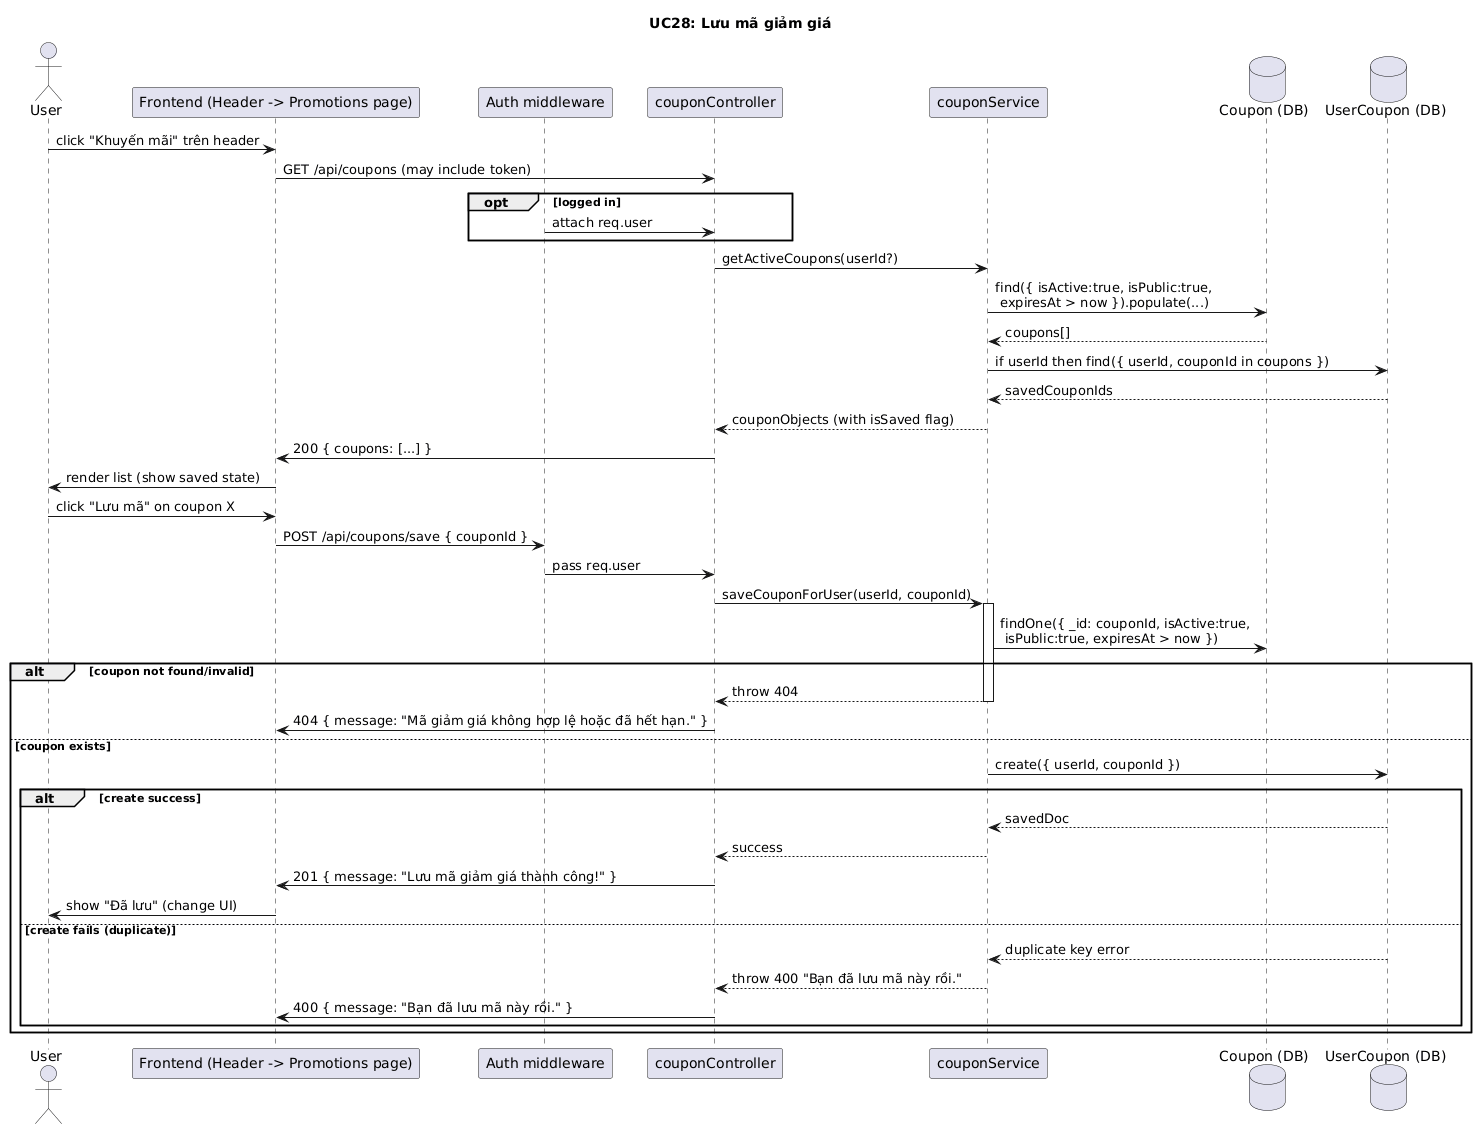 UC28: Lưu mã giảm giá
User
Frontend (Header -> Promotions page)
Auth middleware
couponController
couponService
Coupon (DB)
UserCoupon (DB)
click "Khuyến mãi" trên header
GET /api/coupons (may include token)
opt [logged in]
attach req.user
getActiveCoupons(userId?)
find({ isActive:true, isPublic:true,
expiresAt > now }).populate(...)
coupons[]
if userId then find({ userId, couponId in coupons })
savedCouponIds
couponObjects (with isSaved flag)
200 { coupons: [...] }
render list (show saved state)
click "Lưu mã" on coupon X
POST /api/coupons/save { couponId }
pass req.user
saveCouponForUser(userId, couponId)
findOne({ _id: couponId, isActive:true,
isPublic:true, expiresAt > now })
alt [coupon not found/invalid]
throw 404
404 { message: "Mã giảm giá không hợp lệ hoặc đã hết hạn." }
[coupon exists]
create({ userId, couponId })
alt [create success]
savedDoc
success
201 { message: "Lưu mã giảm giá thành công!" }
show "Đã lưu" (change UI)
[create fails (duplicate)]
duplicate key error
throw 400 "Bạn đã lưu mã này rồi."
400 { message: "Bạn đã lưu mã này rồi." }
User
Frontend (Header -> Promotions page)
Auth middleware
couponController
couponService
Coupon (DB)
UserCoupon (DB)